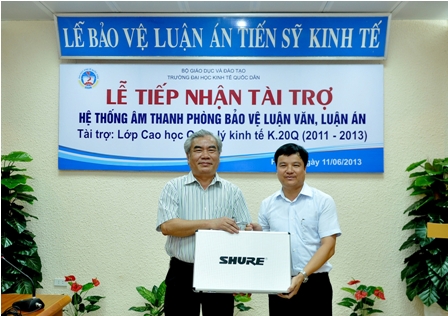 LỄ BẢO VỆ LUẬN ÁN TIẾN SỸ KINH TẾ
BỘ GIÁO DỤC VÀ ĐÀO TẠO
TRƯỜNG ĐẠI HỌC KINH TẾ QUỐC DÂN
LỄ TIẾP NHẬN TÀI TRỢ
HỆ THỐNG ÂM THANH PHÒNG BẢO VỆ LUẬN VĂN, LUẬN ÁN
Tài trợ: Lớp Cao học lý kinh tế K.20Q (2011 - 2013)
ngày 11/06/2013
SHURE